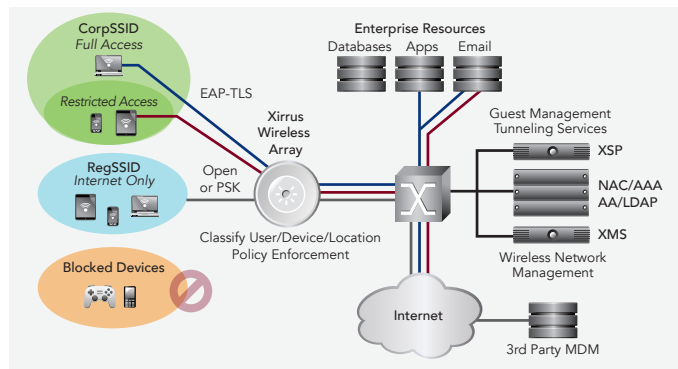 CorpSSID
Full Access
Restricted Access
EAP-TLS
RegSSID
Internet Only
Open
or PSK
Blocked Devices
Xirrus
Wireless
Array
Classify User/Device/Location
Policy Enforcement
Enterprise Resources
Databases
Apps
Email
Guest Management
Tunneling Services
XSP
NAC/AAA
AA/LDAP
XMS
Wireless Network
Management
Internet
3rd Party MDM